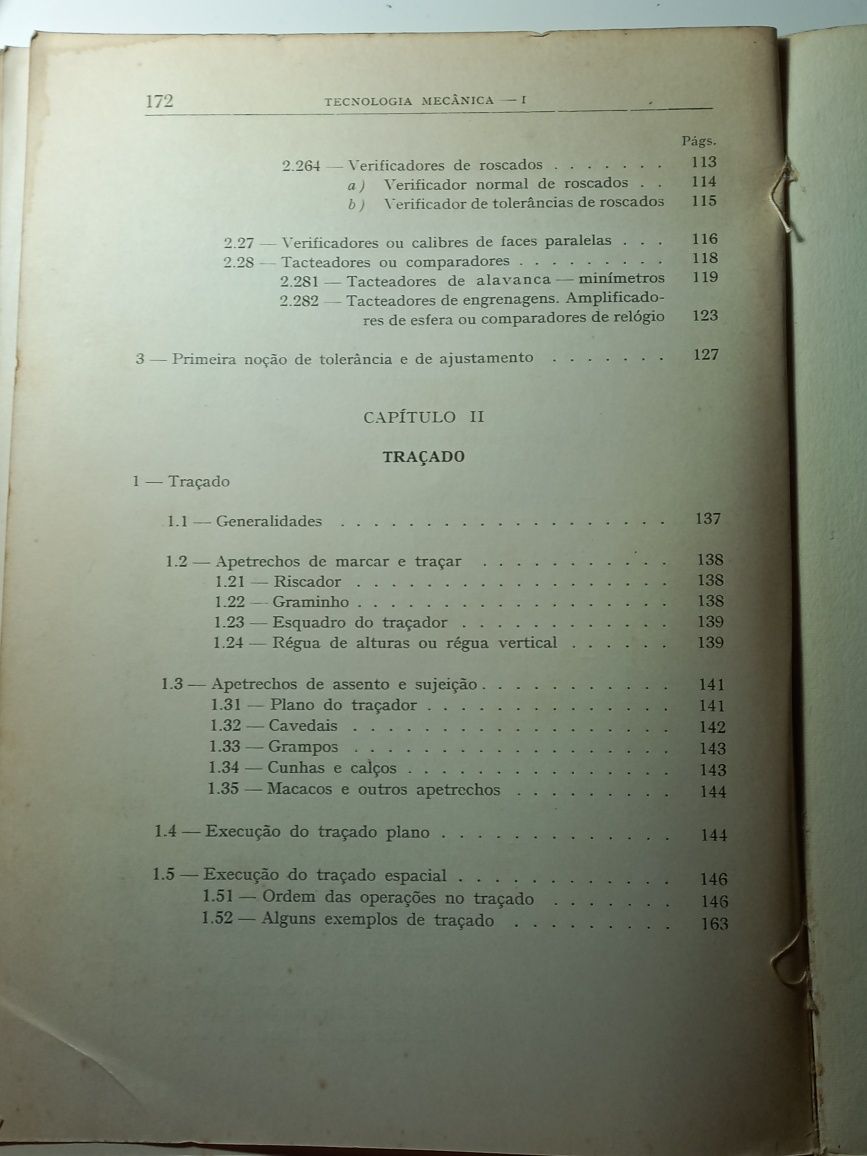 172 TECNOLOGIA MECÂNICA — I
Págs.
2.264 — Verificadores de roscados . . . . . . . 113
a) Verificador normal de roscados . . 114
b) Verificador de tolerâncias de roscados 115
2.27 — Verificadores ou calibres de faces paralelas . . . 116
2.28 — Tacteadores ou comparadores . . . . . . . . . 118
2.281 — Tacteadores de alavanca — minímetros 119
2.282 — Tacteadores de engrenagens. Amplificado-
res de esfera ou comparadores de relógio 123
3 — Primeira noção de tolerância e de ajustamento . . . . . . . 127
CAPÍTULO II
TRAÇADO
1 — Traçado
1.1 — Generalidades . . . . . . . . . . . . . . . . . . 137
1.2 — Apetrechos de marcar e traçar . . . . . . . . . . . 138
1.21 — Riscador . . . . . . . . . . . . . . . . . 138
1.22 — Graminho . . . . . . . . . . . . . . . . . 138
1.23 — Esquadro do traçador . . . . . . . . . . . . 139
1.24 — Régua de alturas ou régua vertical . . . . . . 139
1.3 — Apetrechos de assento e sujeição . . . . . . . . . . . 141
1.31 — Plano do traçador . . . . . . . . . . . . . . 141
1.32 — Cavedais . . . . . . . . . . . . . . . . . 142
1.33 — Grampos . . . . . . . . . . . . . . . . . 143
1.34 — Cunhas e calços . . . . . . . . . . . . . . . 143
1.35 — Macacos e outros apetrechos . . . . . . . . . 144
1.4 — Execução do traçado plano . . . . . . . . . . . . . 144
1.5 — Execução do traçado espacial . . . . . . . . . . . . 146
1.51 — Ordem das operações no traçado . . . . . . . 146
1.52 — Alguns exemplos de traçado . . . . . . . . . 163